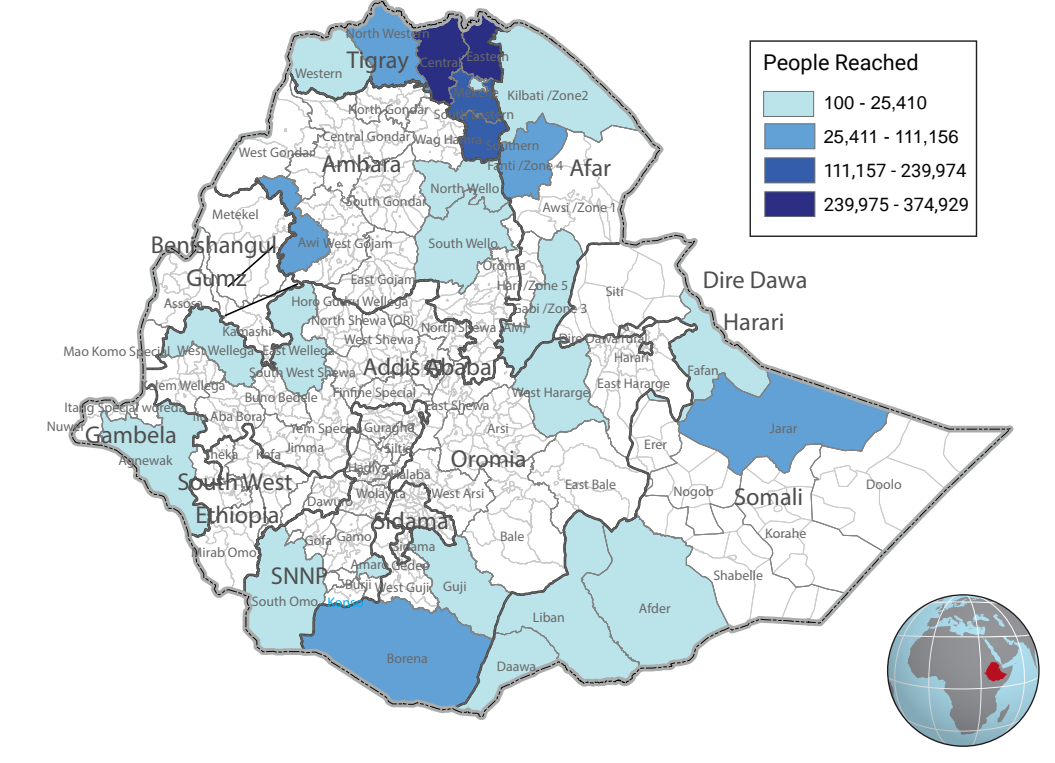 People Reached
100 - 25,410
25,411 - 111,156
111,157 - 239,974
239,975 - 374,929
North Western
Tigray
Central
Eastern
Western
Kilbati /Zone2
North Gondar
Southern
Central Gondar
Wag Hamra
West Gondar
Amhara
Fanti /Zone 4
Afar
North Wello
South Gondar
Awsi /Zone 1
Metekel
Benishangul
Gumz
Awi
West Gojam
South Wello
Oromia
East Gojam
Hari /Zone 5
Siti
Dire Dawa
Assosa
Horo Gudru Wellega
Gabi /Zone 3
Harari
Kamashi
North Shewa (OR)
North Shewa (AM)
West Shewa
Dire Dawa rural
Mao Komo Special
West Wellega
East Wellega
Harari
Addis Ababa
South West Shewa
Fafan
Kelem Wellega
East Hararge
Buno Bedele
Finfine Special
West Hararge
Itang Special woreda
East Shewa
Nuwer
Ilu Aba Bora
Yem Special
Guraghe
Arsi
Jarar
Gambela
Jimma
Siltie
Erer
Agnewak
Sheka
Kefa
Hadiya
Halaba
Oromia
South West
Ethiopia
Dawuro
Wolayita
West Arsi
East Bale
Nogob
Somali
Doolo
Sidama
Gofa
Gamo
Bale
Korahe
Mirab Omo
Sidama
Amaro
Gedeo
SNNP
Burji
West Guji
Guji
Shabelle
South Omo
Konso
Liban
Afder
Borena
Daawa